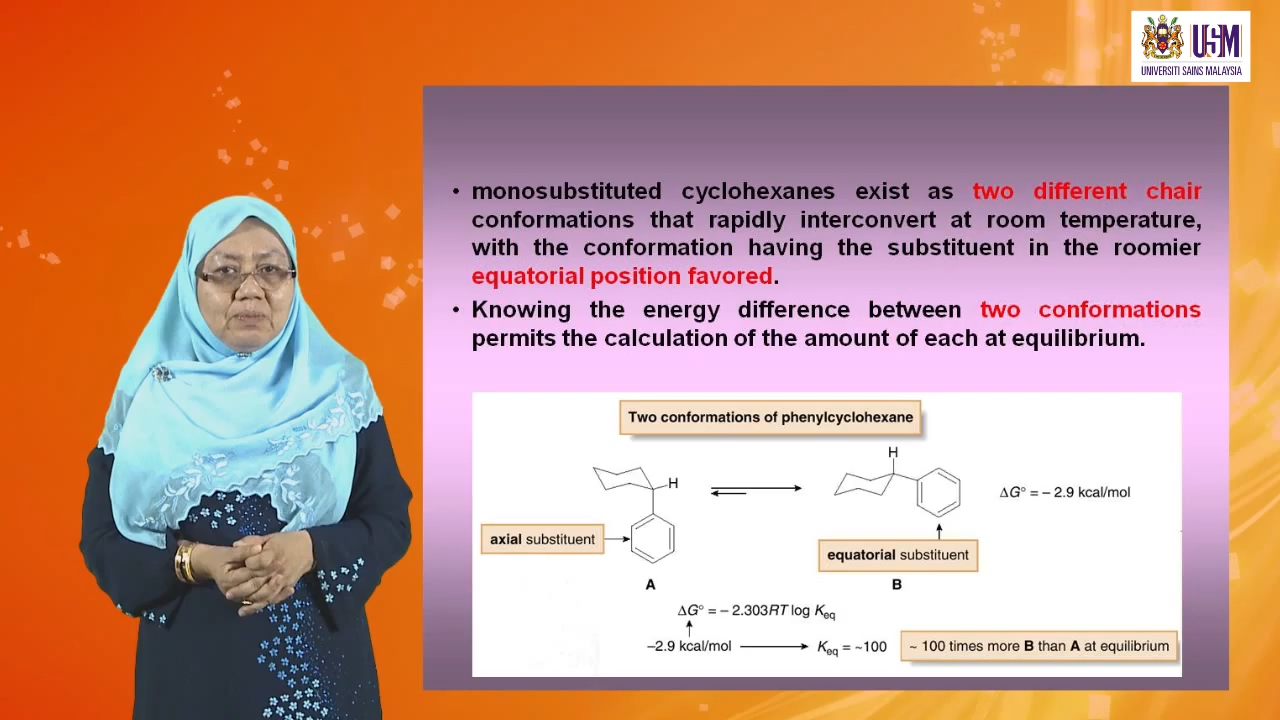 USM
UNIVERSITI SAINS MALAYSIA
• monosubstituted cyclohexanes exist as two different chair
conformations that rapidly interconvert at room temperature,
with the conformation having the substituent in the roomier
equatorial position favored.
• Knowing the energy difference between two conformations
permits the calculation of the amount of each at equilibrium.
Two conformations of phenylcyclohexane
H
H
ΔG° = – 2.9 kcal/mol
axial substituent
equatorial substituent
A
B
ΔG° = – 2.303RT log Keq
–2.9 kcal/mol
Keq = ~100
~ 100 times more B than A at equilibrium